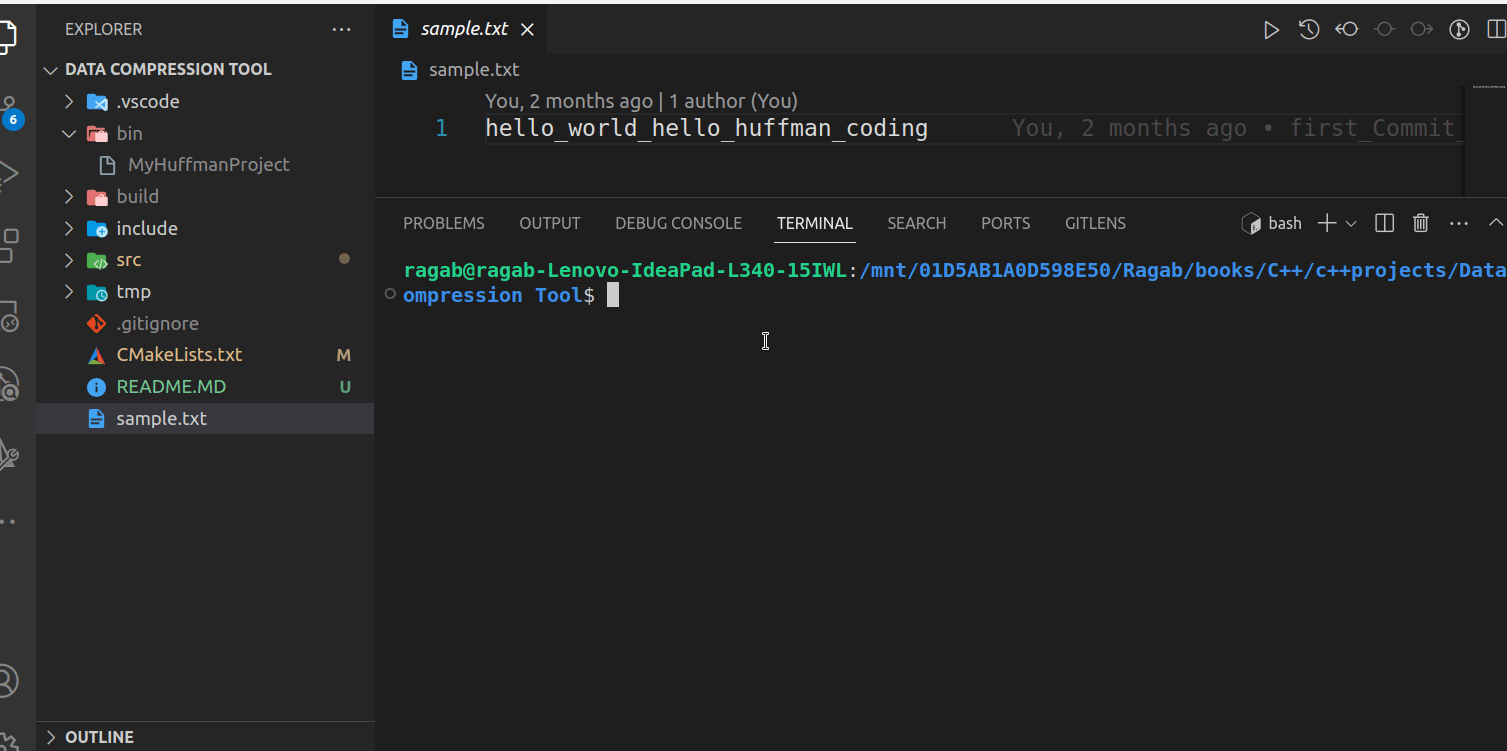 EXPLORER
DATA COMPRESSION TOOL
.vscode
bin
MyHuffmanProject
build
include
src
tmp
.gitignore
CMakeLists.txt M
README.MD U
sample.txt
OUTLINE
6
sample.txt
sample.txt
You, 2 months ago | 1 author (You)
1 hello_world_hello_huffman_coding You, 2 months ago • first_Commit_
PROBLEMS OUTPUT DEBUG CONSOLE TERMINAL SEARCH PORTS GITLENS bash
ragab@ragab-Lenovo-IdeaPad-L340-15IWL:/mnt/01D5AB1A0D598E50/Ragab/books/C++/c++projects/Data
ompression Tool$